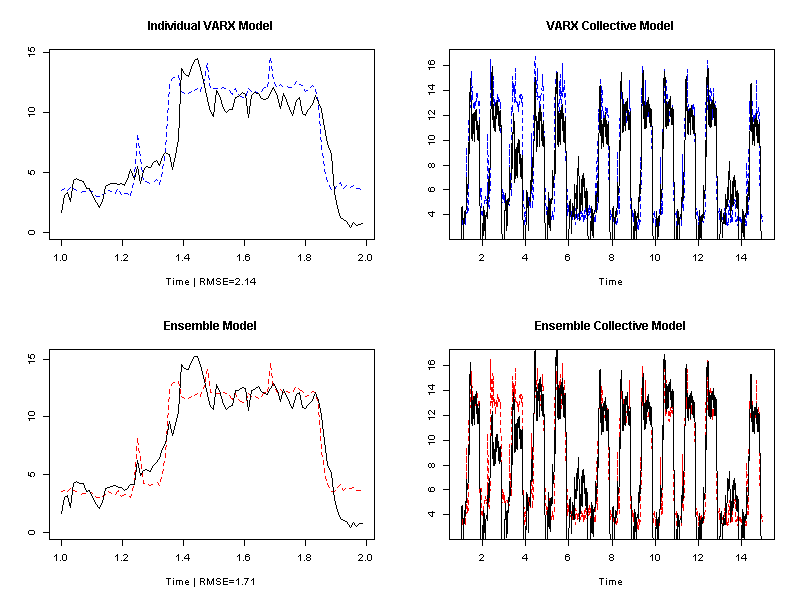 Individual VARX Model
15
10
5
0
1.0 1.2 1.4 1.6 1.8 2.0
Time | RMSE=2.14
VARX Collective Model
16
14
12
10
8
6
4
2 4 6 8 10 12 14
Time
Ensemble Model
15
10
5
0
1.0 1.2 1.4 1.6 1.8 2.0
Time | RMSE=1.71
Ensemble Collective Model
16
14
12
10
8
6
4
2 4 6 8 10 12 14
Time